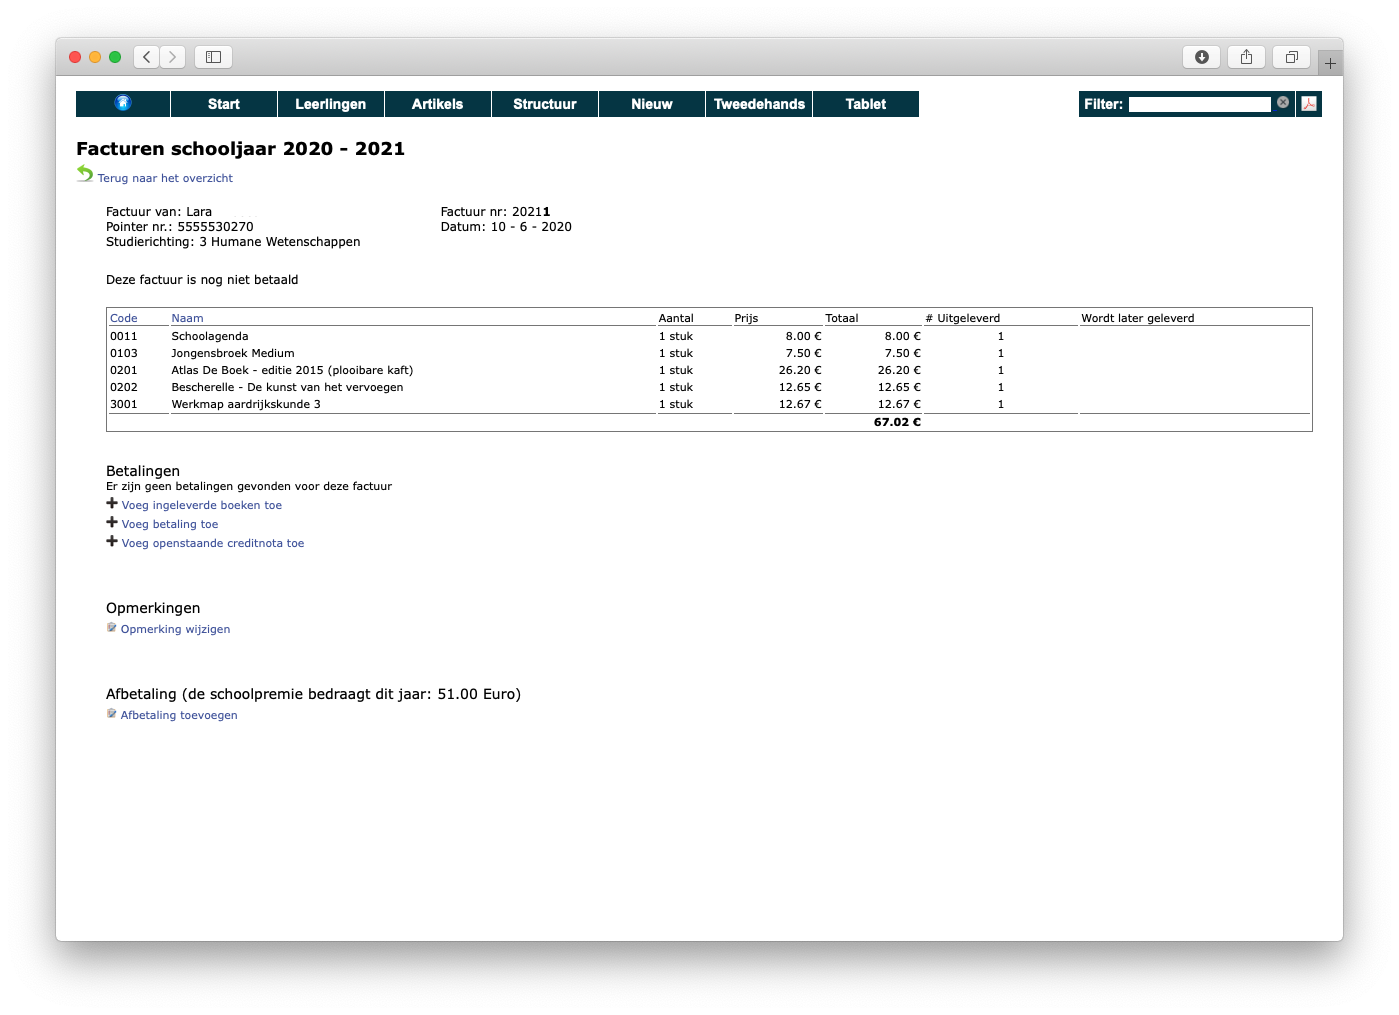 Start Leerlingen Artikels Structuur Nieuw Tweedehands Tablet Filter:
Facturen schooljaar 2020 - 2021
Terug naar het overzicht
Factuur van: Lara Factuur nr: 20211
Pointer nr.: 5555530270 Datum: 10 - 6 - 2020
Studierichting: 3 Humane Wetenschappen
Deze factuur is nog niet betaald
Code Naam Aantal Prijs Totaal # Uitgeleverd Wordt later geleverd
0011 Schoolagenda 1 stuk 8.00 € 8.00 € 1
0103 Jongensbroek Medium 1 stuk 7.50 € 7.50 € 1
0201 Atlas De Boek - editie 2015 (plooibare kaft) 1 stuk 26.20 € 26.20 € 1
0202 Bescherelle - De kunst van het vervoegen 1 stuk 12.65 € 12.65 € 1
3001 Werkmap aardrijkskunde 3 1 stuk 12.67 € 12.67 € 1
67.02 €
Betalingen
Er zijn geen betalingen gevonden voor deze factuur
Voeg ingeleverde boeken toe
Voeg betaling toe
Voeg openstaande creditnota toe
Opmerkingen
Opmerking wijzigen
Afbetaling (de schoolpremie bedraagt dit jaar: 51.00 Euro)
Afbetaling toevoegen